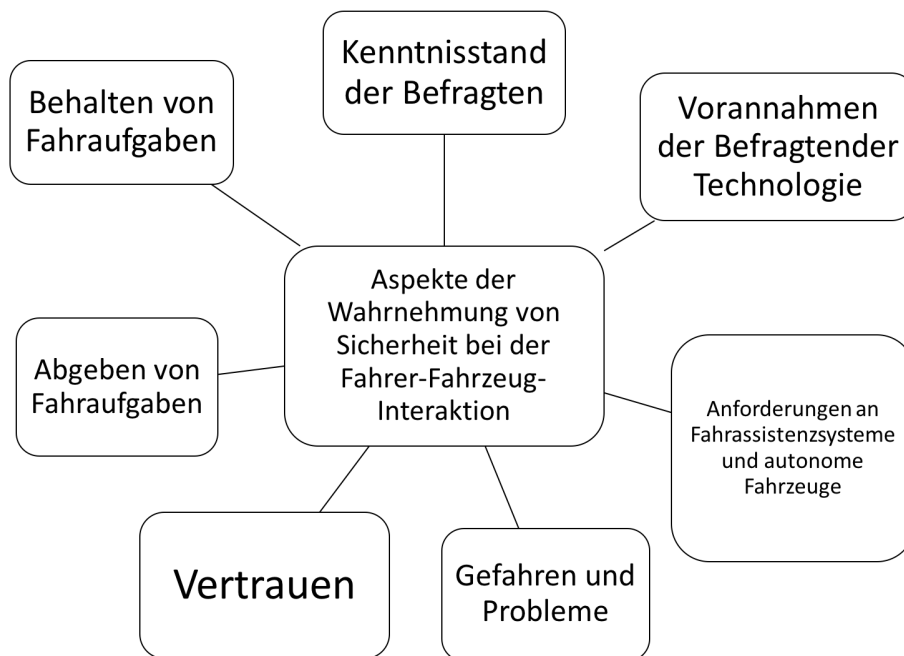 Kenntnisstand
der Befragten
Behalten von
Fahraufgaben
Vorannahmen
der Befragtender
Technologie
Aspekte der
Wahrnehmung von
Sicherheit bei der
Fahrer-Fahrzeug-
Interaktion
Abgeben von
Fahraufgaben
Anforderungen an
Fahrassistenzsysteme
und autonome
Fahrzeuge
Vertrauen
Gefahren und
Probleme